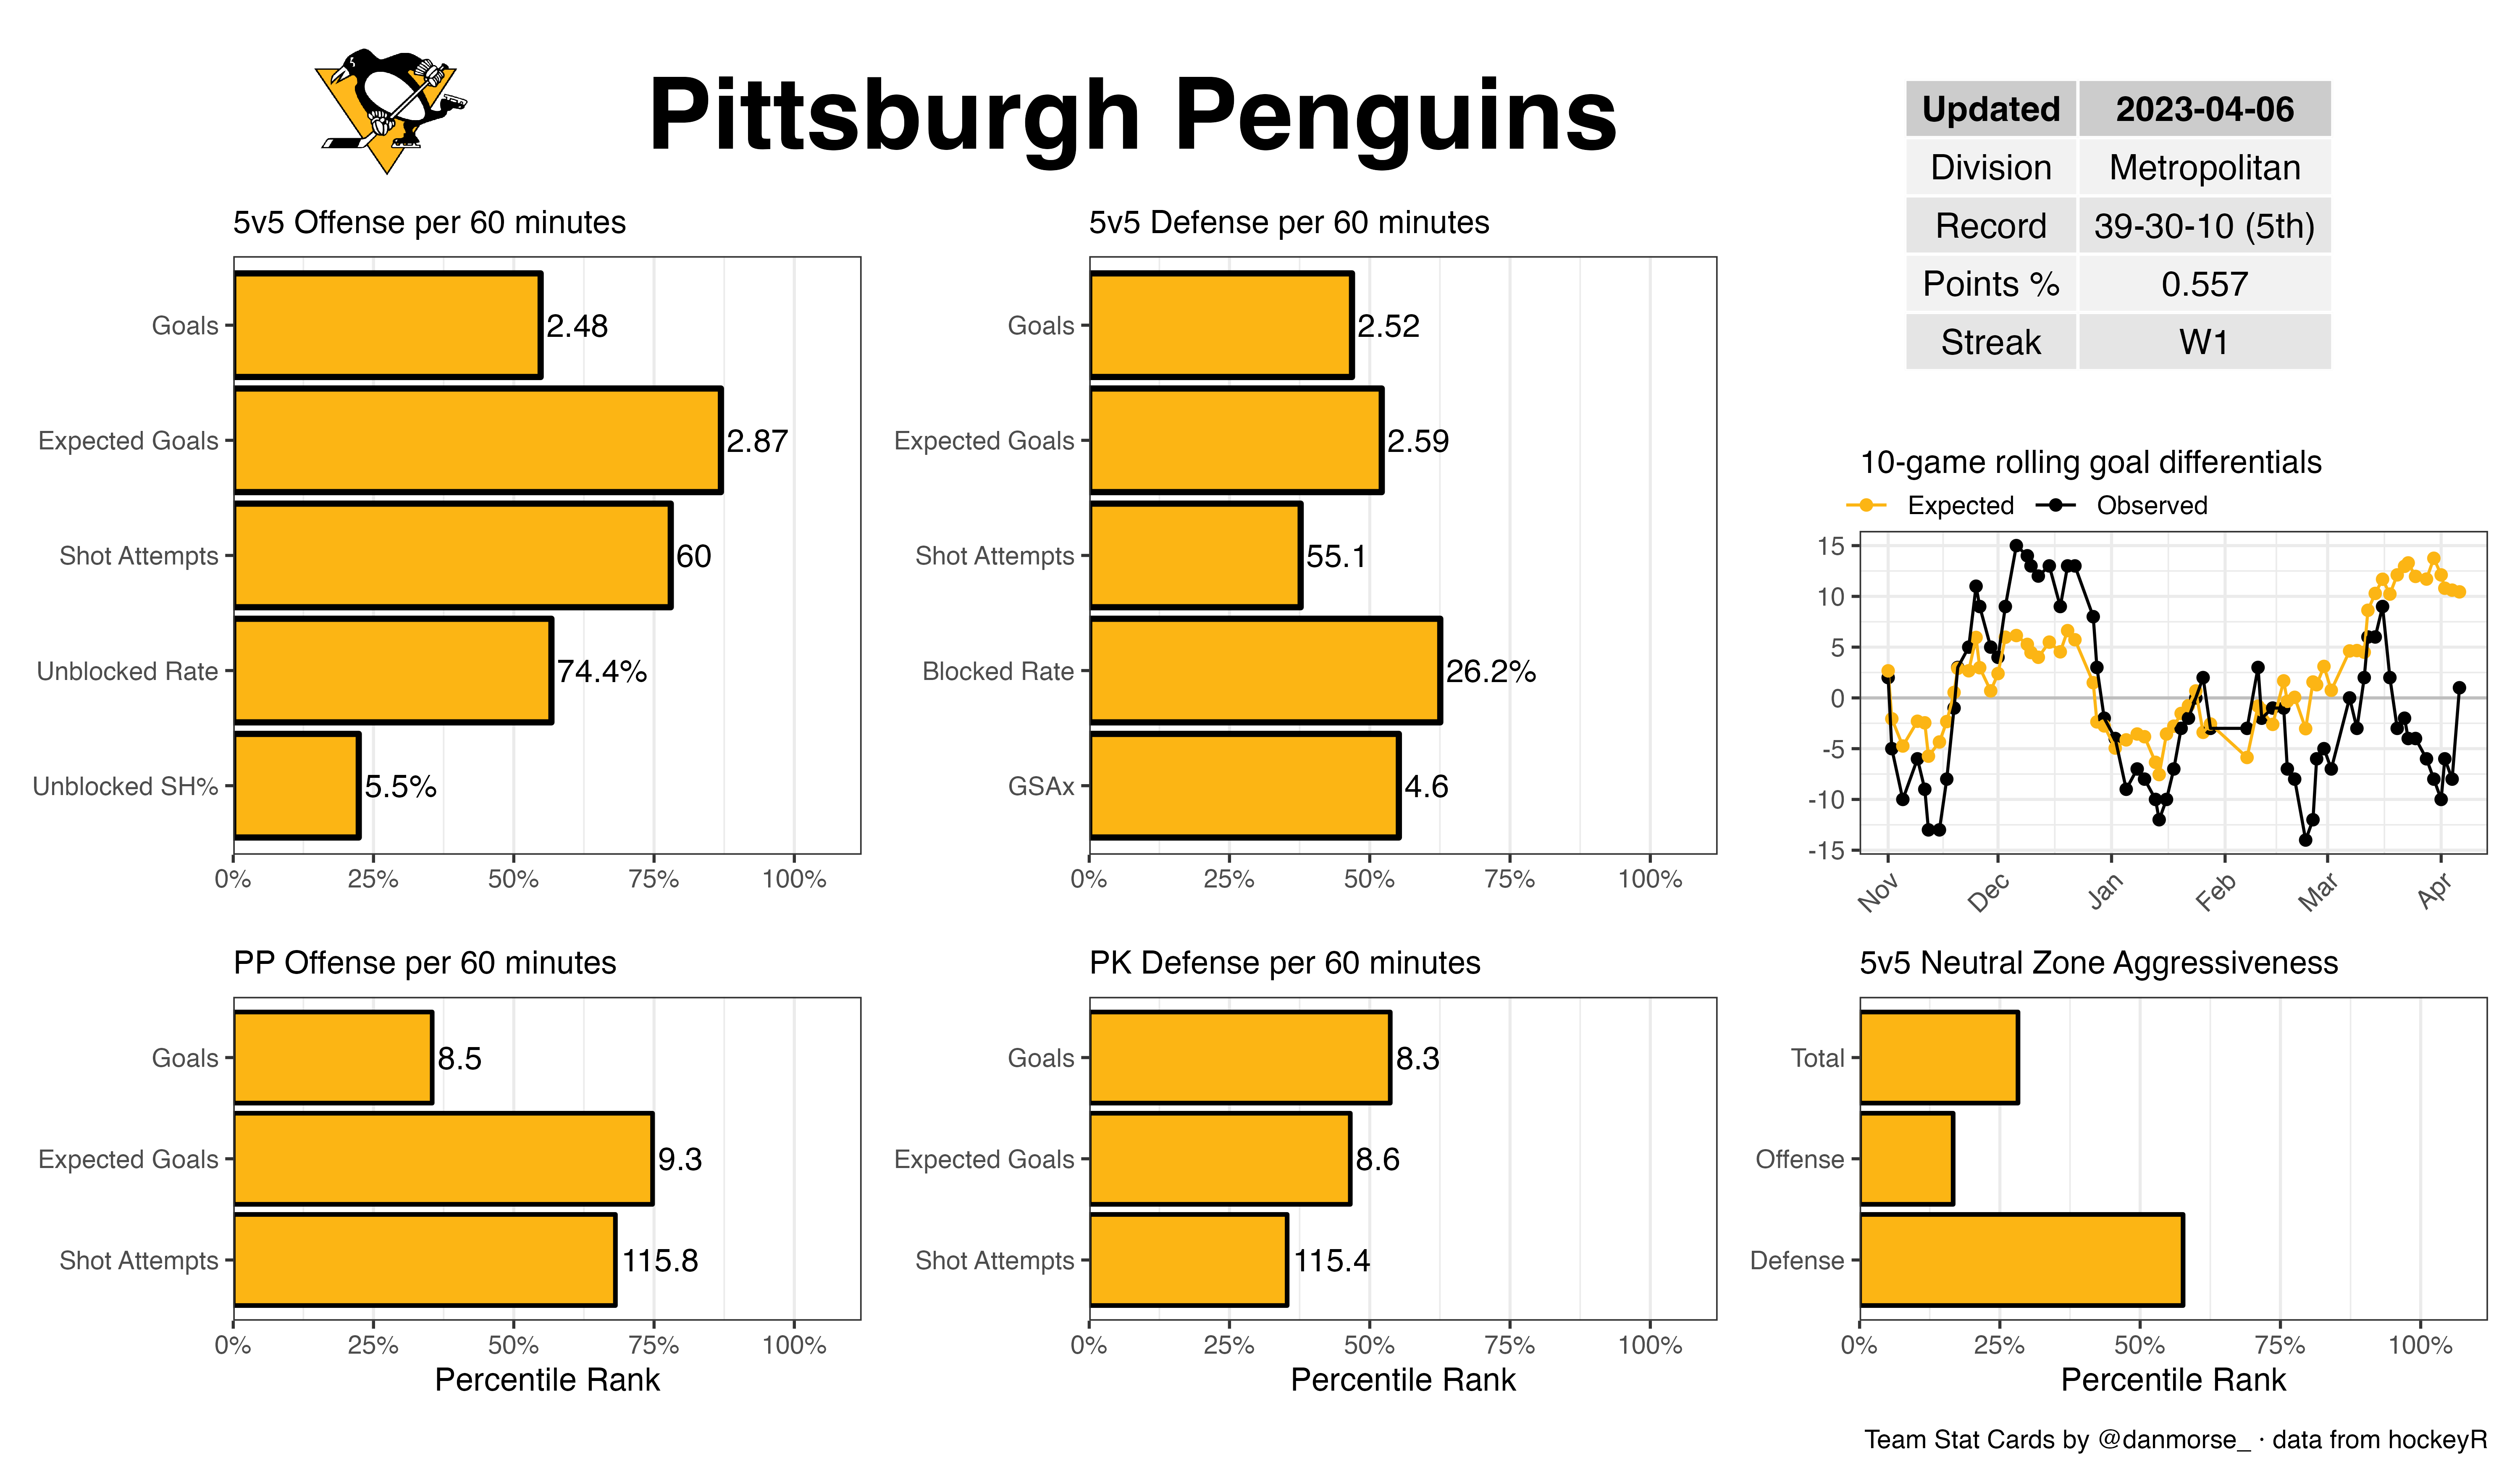 Pittsburgh Penguins
Updated 2023-04-06
Division Metropolitan
Record 39-30-10 (5th)
Points % 0.557
Streak W1
5v5 Offense per 60 minutes
Goals 2.48
Expected Goals 2.87
Shot Attempts 60
Unblocked Rate 74.4%
Unblocked SH% 5.5%
0% 25% 50% 75% 100%
5v5 Defense per 60 minutes
Goals 2.52
Expected Goals 2.59
Shot Attempts 55.1
Blocked Rate 26.2%
GSAx 4.6
0% 25% 50% 75% 100%
10-game rolling goal differentials
Expected Observed
15
10
5
0
-5
-10
-15
Nov Dec Jan Feb Mar Apr
PP Offense per 60 minutes
Goals 8.5
Expected Goals 9.3
Shot Attempts 115.8
0% 25% 50% 75% 100%
Percentile Rank
PK Defense per 60 minutes
Goals 8.3
Expected Goals 8.6
Shot Attempts 115.4
0% 25% 50% 75% 100%
Percentile Rank
5v5 Neutral Zone Aggressiveness
Total
Offense
Defense
0% 25% 50% 75% 100%
Percentile Rank
Team Stat Cards by @danmorse_ · data from hockeyR